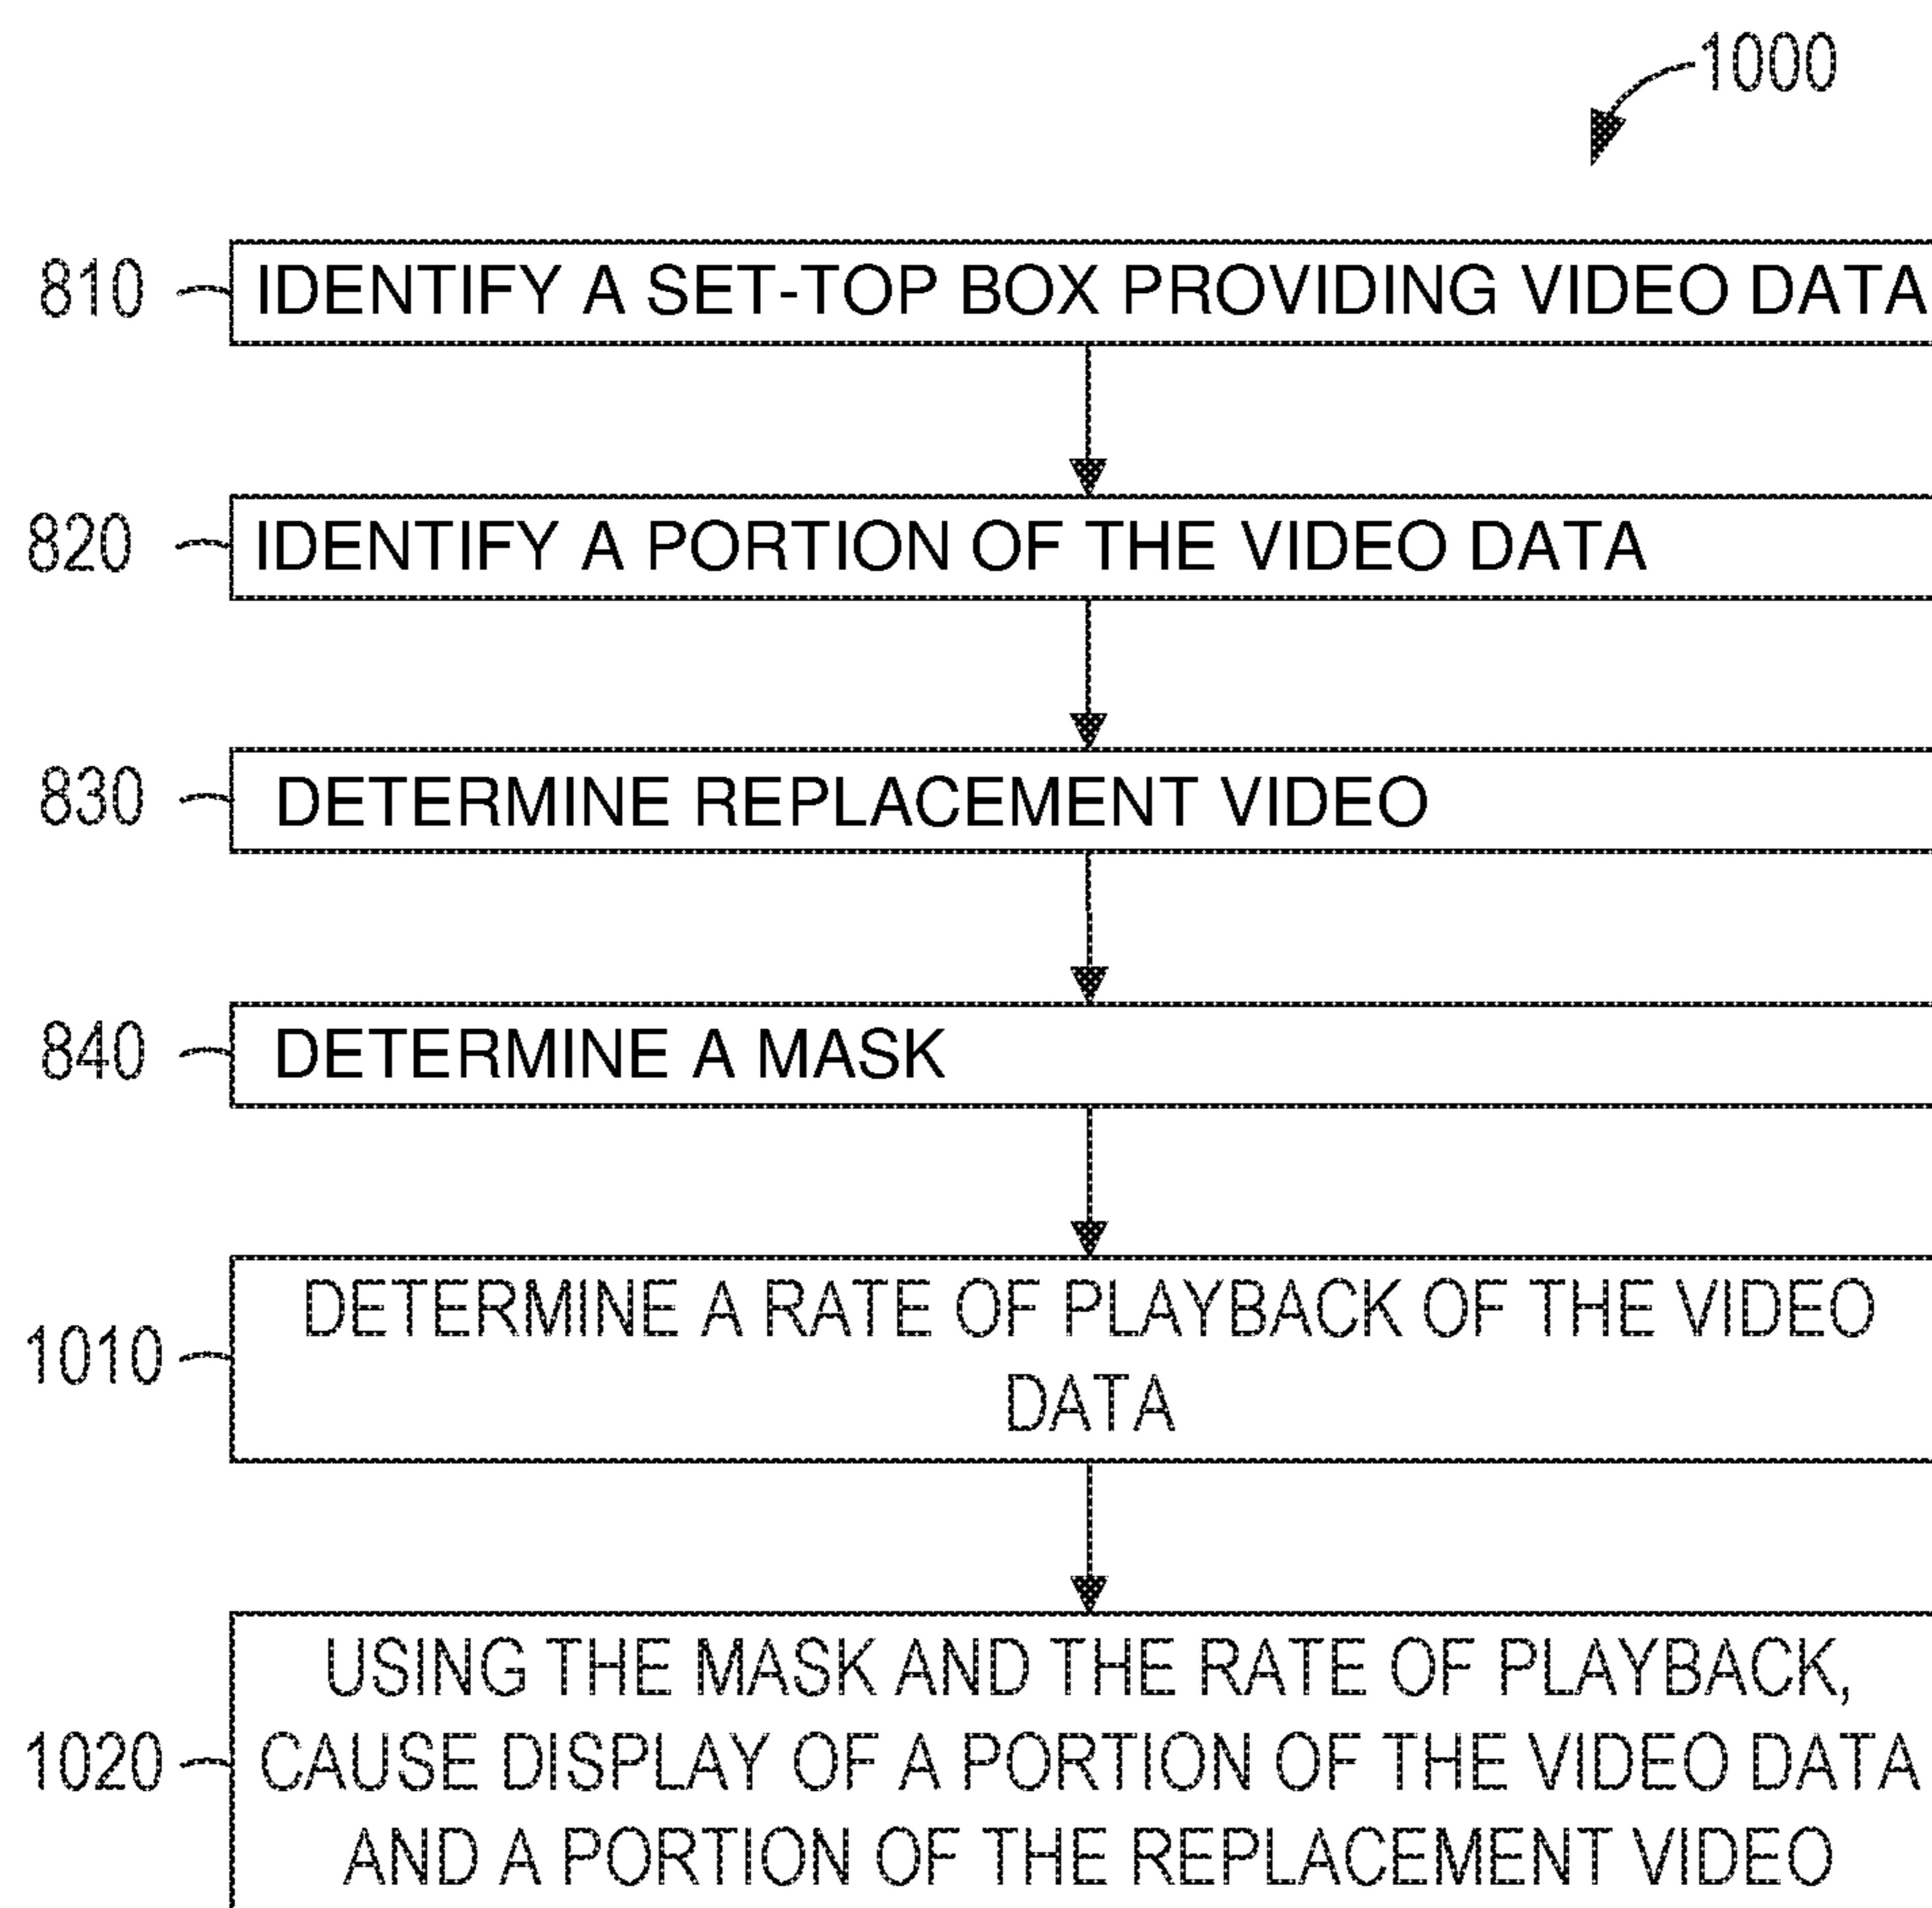 1000
810 IDENTIFY A SET-TOP BOX PROVIDING VIDEO DATA
820 IDENTIFY A PORTION OF THE VIDEO DATA
830 DETERMINE REPLACEMENT VIDEO
840 DETERMINE A MASK
DETERMINE A RATE OF PLAYBACK OF THE VIDEO
1010
DATA
USING THE MASK AND THE RATE OF PLAYBACK,
1020 CAUSE DISPLAY OF A PORTION OF THE VIDEO DATA
AND A PORTION OF THE REPLACEMENT VIDEO